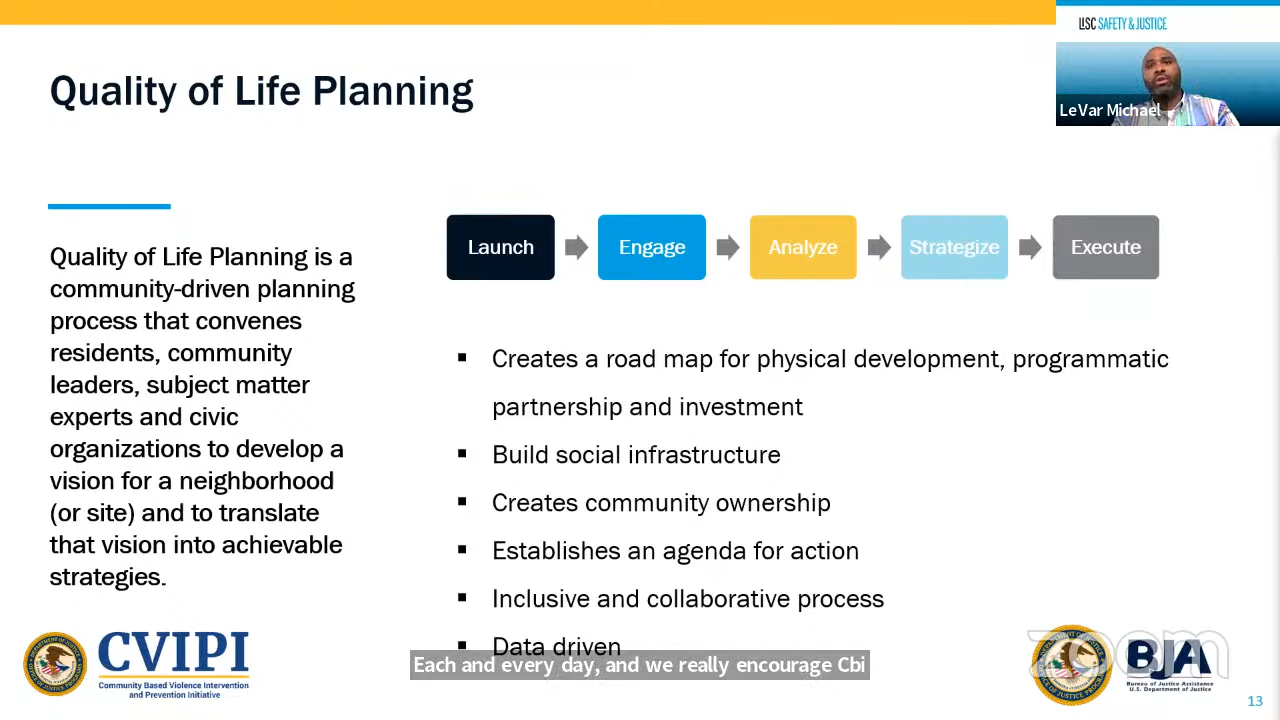 LISC SAFETY & JUSTICE
LeVar Michael
Quality of Life Planning
Quality of Life Planning is a
community-driven planning
process that convenes
residents, community
leaders, subject matter
experts and civic
organizations to develop a
vision for a neighborhood
(or site) and to translate
that vision into achievable
strategies.
Launch
Engage
Analyze
Strategize
Execute
▪ Creates a road map for physical development, programmatic
partnership and investment
▪ Build social infrastructure
▪ Creates community ownership
▪ Establishes an agenda for action
▪ Inclusive and collaborative process
▪ Data driven
Each and every day, and we really encourage Cbi
CVIPI
Community Based Violence Intervention
and Prevention Initiative
zoom
BJA
Bureau of Justice Assistance
U.S. Department of Justice
13